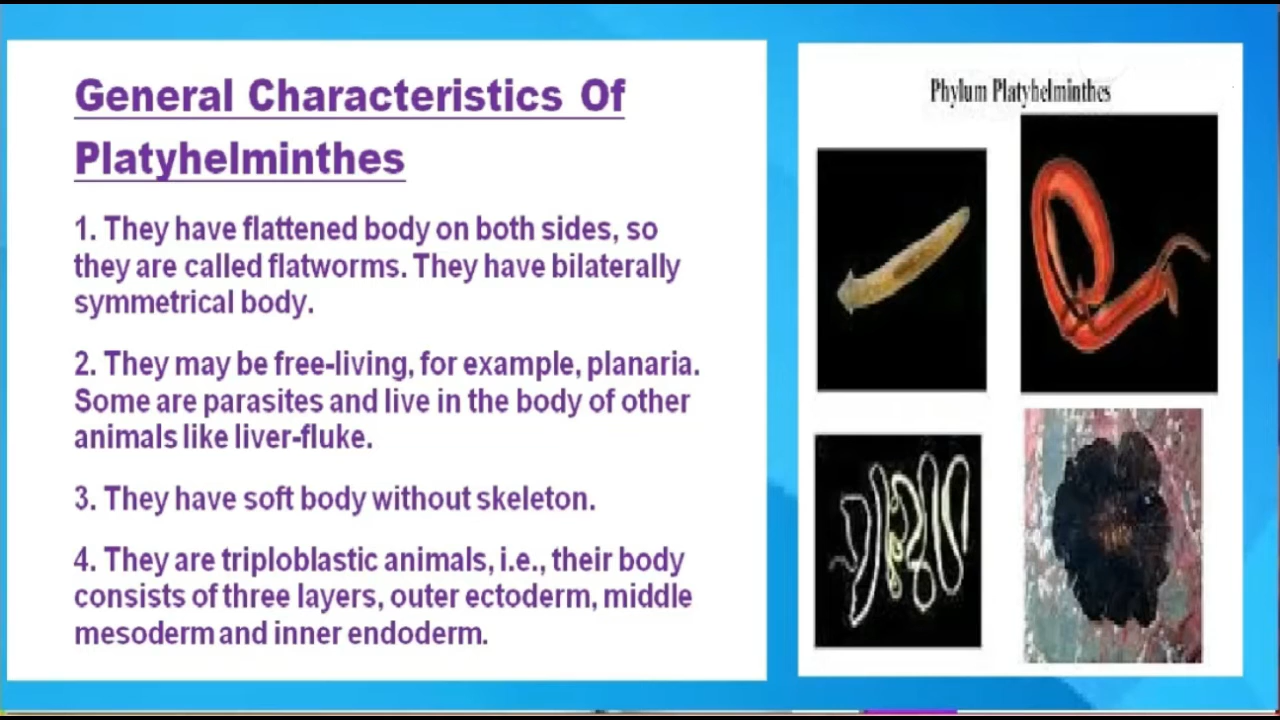 General Characteristics Of
Platyhelminthes
1. They have flattened body on both sides, so
they are called flatworms. They have bilaterally
symmetrical body.
2. They may be free-living, for example, planaria.
Some are parasites and live in the body of other
animals like liver-fluke.
3. They have soft body without skeleton.
4. They are triploblastic animals, i.e., their body
consists of three layers, outer ectoderm, middle
mesoderm and inner endoderm.
Phylum Platyhelminthes